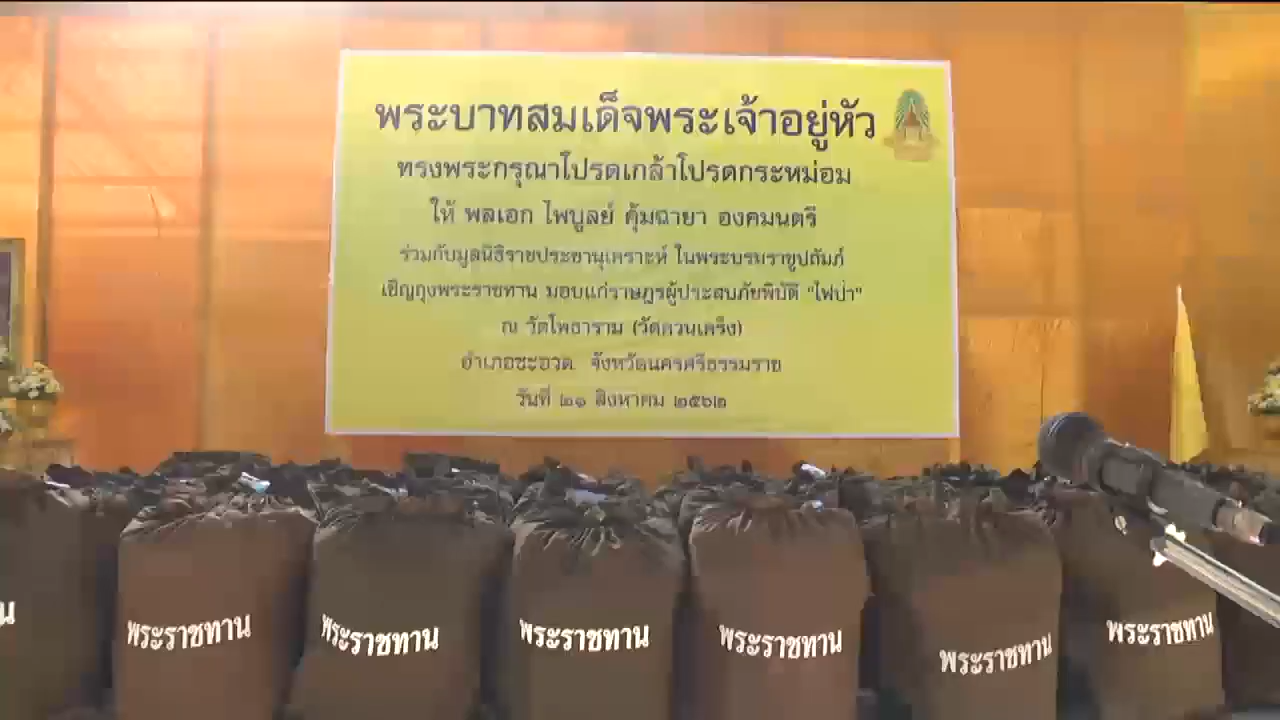 พระบาทสมเด็จพระเจ้าอยู่หัว
ทรงพระกรุณาโปรดเกล้าโปรดกระหม่อม
ให้ พลเอก ไพบูลย์ คุ้มฉายา องคมนตรี
ร่วมกับมูลนิธิราชประชานุเคราะห์ ในพระบรมราชูปถัมภ์
เชิญถุงพระราชทาน มอบแก่ราษฎรผู้ประสบภัยพิบัติ "ไฟป่า"
ณ วัดโพธาราม (วัดควนเคร็ง)
อำเภอชะอวด จังหวัดนครศรีธรรมราช
วันที่ ๒๑ สิงหาคม ๒๕๖๒
น
พระราชทาน
พระราชทาน
พระราชทาน
พระราชทาน
พระราชทาน
พระราชทาน